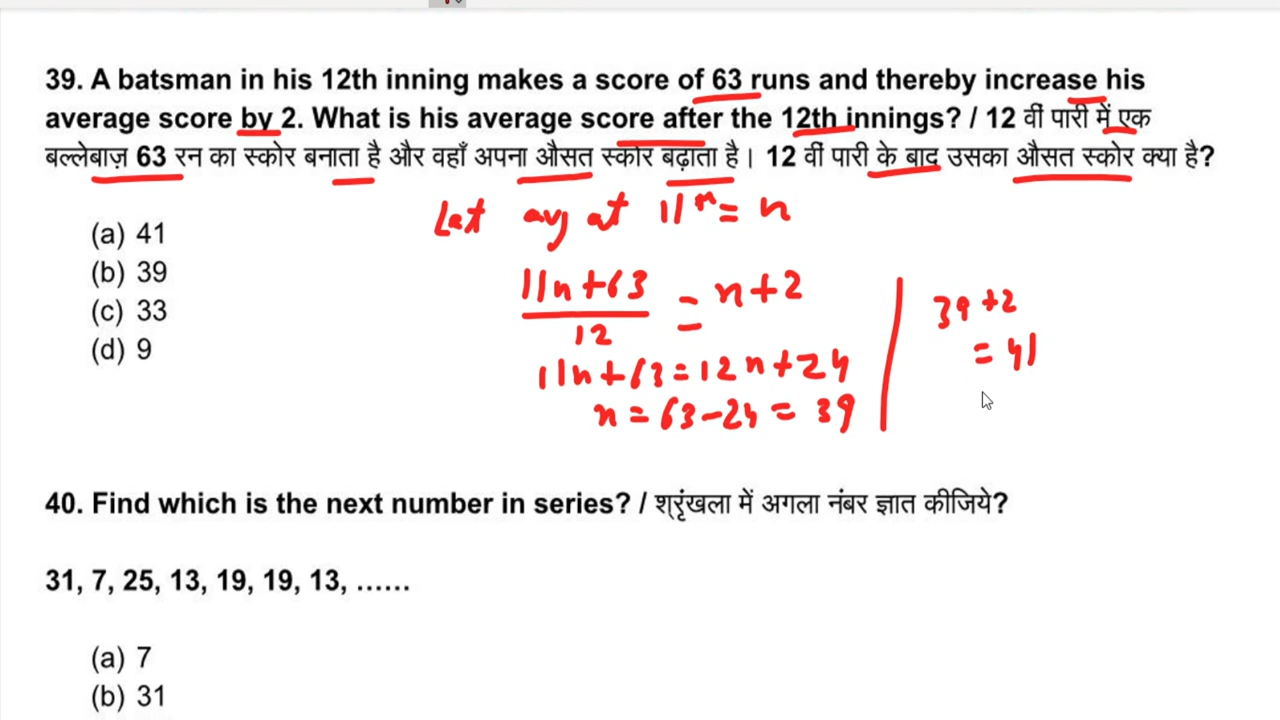 39. A batsman in his 12th inning makes a score of 63 runs and thereby increase his
average score by 2. What is his average score after the 12th innings? / 12 वीं पारी में एक
बल्लेबाज़ 63 रन का स्कोर बनाता है और वहाँ अपना औसत स्कोर बढ़ाता है। 12 वीं पारी के बाद उसका औसत स्कोर क्या है?
Let avg at 11th = n
(a) 41
(b) 39
(c) 33
(d) 9
11n+63
12
= n+2
11n+63=12n+24
n=63-24=39
39+2
=41
40. Find which is the next number in series? / श्रृंखला में अगला नंबर ज्ञात कीजिये?
31, 7, 25, 13, 19, 19, 13, ......
(a) 7
(b) 31